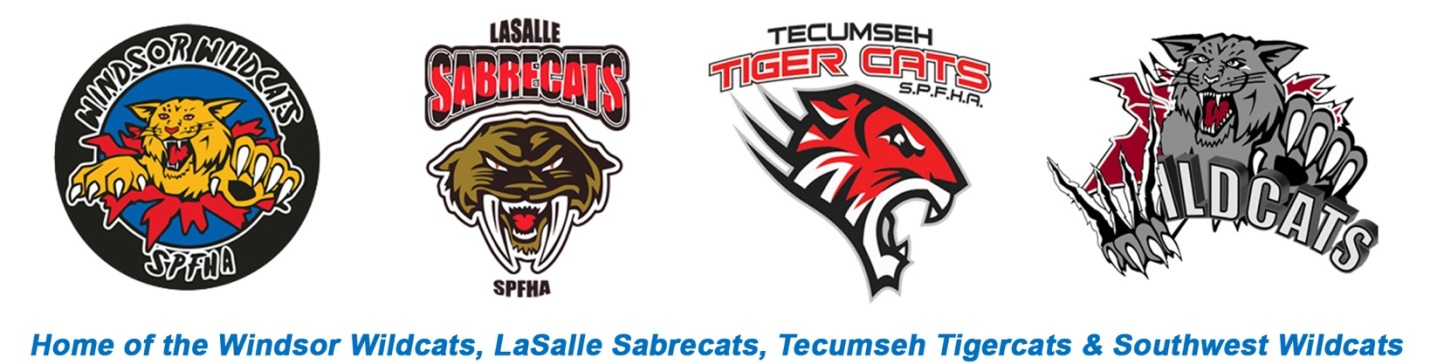 WINDSOR WILDCATS
SPFHA
LASALLE
SABRECATS
SPFHA
TECUMSEH
TIGER CATS
S.P.F.H.A.
WILDCATS
Home of the Windsor Wildcats, LaSalle Sabrecats, Tecumseh Tigercats & Southwest Wildcats